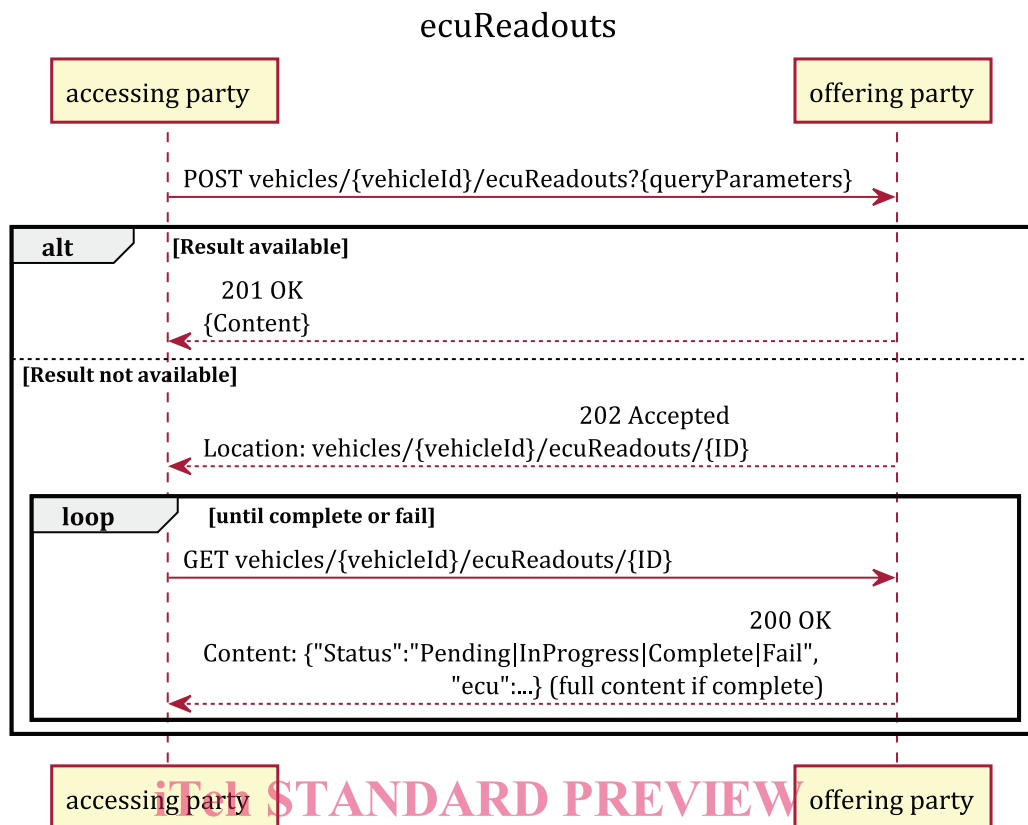 ecuReadouts
accessing party
offering party
POST vehicles/{vehicleId}/ecuReadouts?{queryParameters}
alt
[Result available]
201 OK
{Content}
[Result not available]
202 Accepted
Location: vehicles/{vehicleId}/ecuReadouts/{ID}
loop
[until complete or fail]
GET vehicles/{vehicleId}/ecuReadouts/{ID}
200 OK
Content: {"Status":"Pending|InProgress|Complete|Fail",
"ecu":...} (full content if complete)
accessing party
iTeh STANDARD PREVIEW
offering party